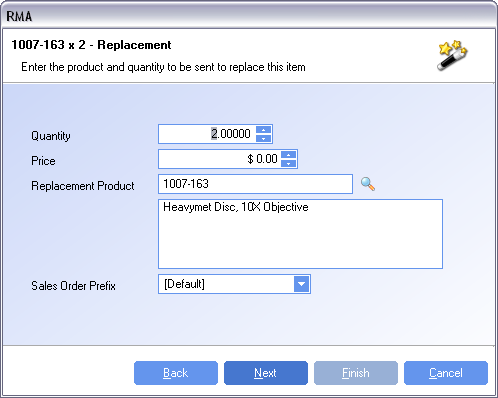 RMA
1007-163 x 2 - Replacement
Enter the product and quantity to be sent to replace this item
Quantity 2.00000
Price $ 0.00
Replacement Product 1007-163
Heavymet Disc, 10X Objective
Sales Order Prefix [Default]
Back Next Finish Cancel